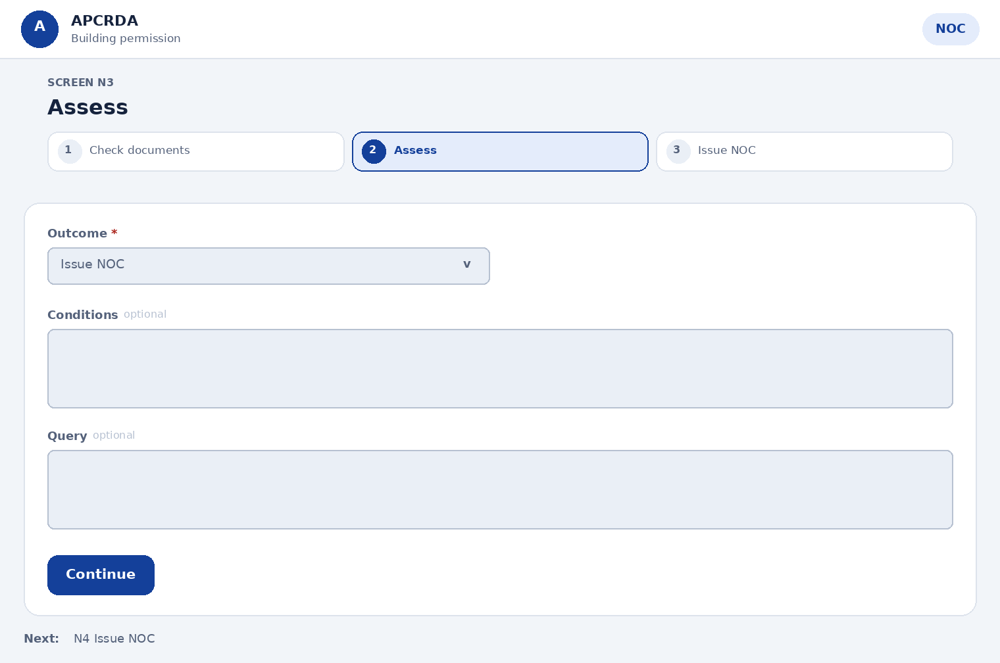 A
APCRDA
Building permission
NOC
SCREEN N3
Assess
1 Check documents
2 Assess
3 Issue NOC
Outcome *
Issue NOC v
Conditions optional
Query optional
Continue
Next: N4 Issue NOC